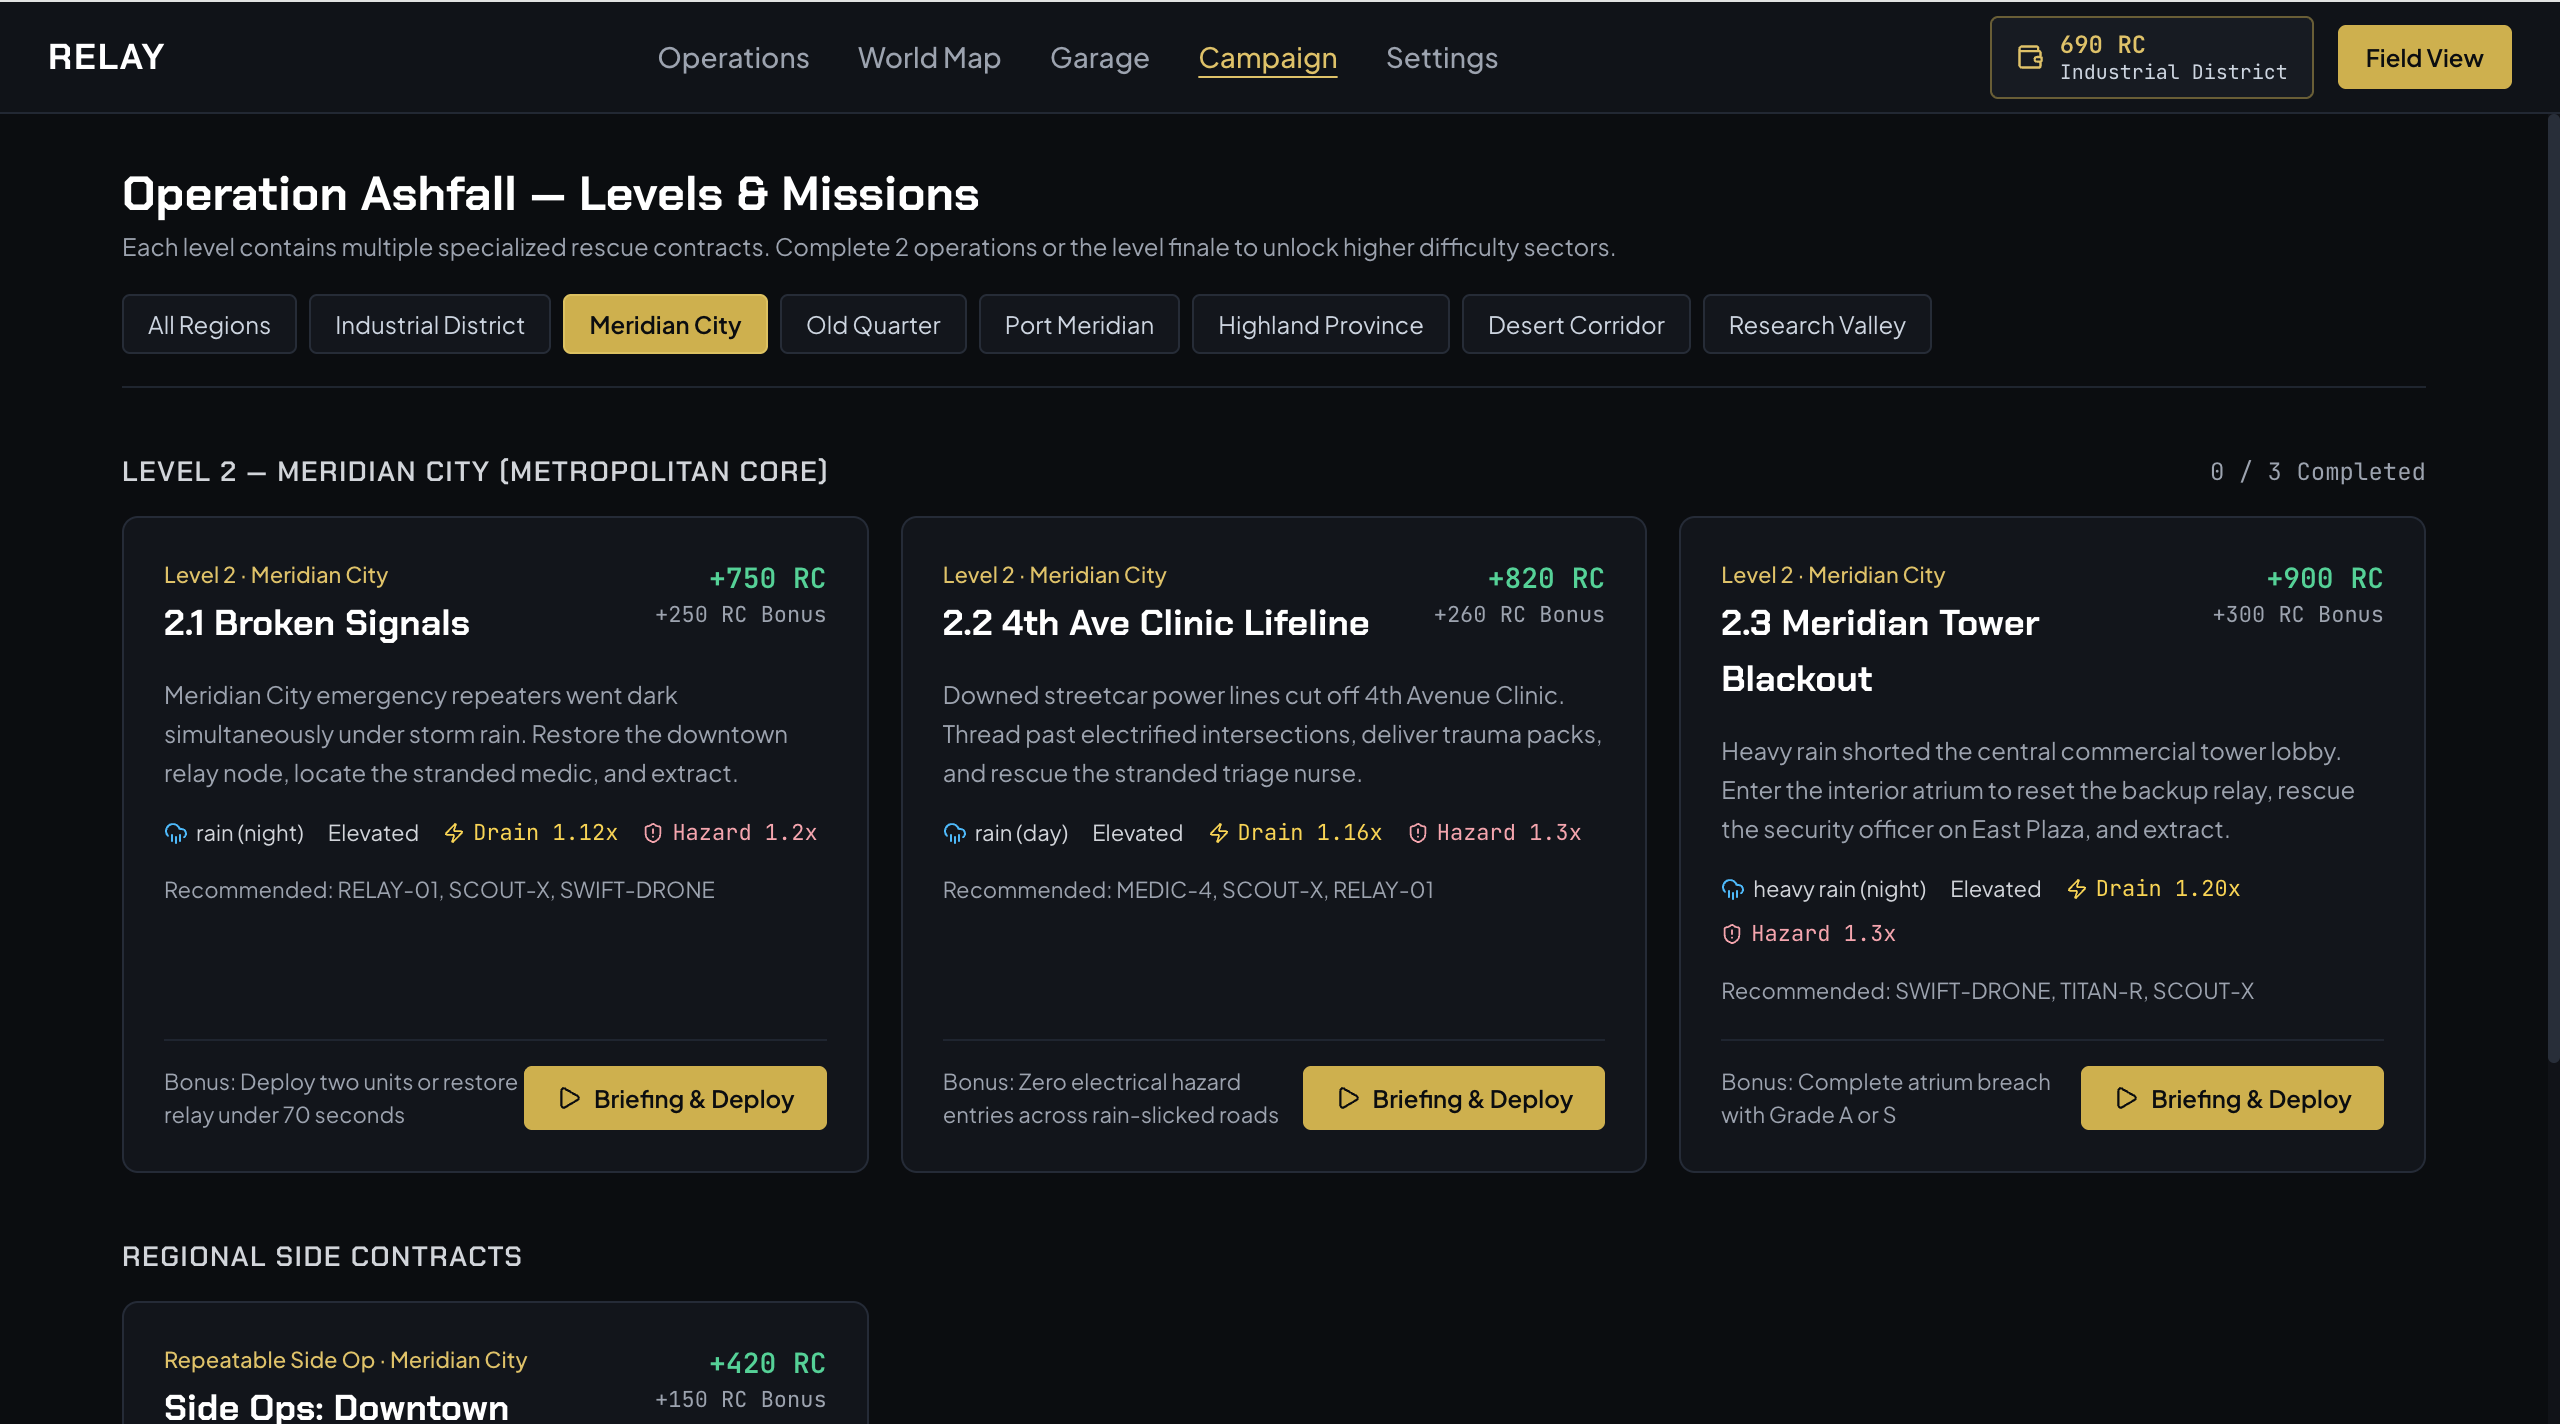 RELAY
Operations
World Map
Garage
Campaign
Settings
690 RC
Industrial District
Field View
Operation Ashfall — Levels & Missions
Each level contains multiple specialized rescue contracts. Complete 2 operations or the level finale to unlock higher difficulty sectors.
All Regions
Industrial District
Meridian City
Old Quarter
Port Meridian
Highland Province
Desert Corridor
Research Valley
LEVEL 2 — MERIDIAN CITY (METROPOLITAN CORE)
0 / 3 Completed
Level 2 · Meridian City
2.1 Broken Signals
+750 RC
+250 RC Bonus
Meridian City emergency repeaters went dark
simultaneously under storm rain. Restore the downtown
relay node, locate the stranded medic, and extract.
rain (night) Elevated Drain 1.12x Hazard 1.2x
Recommended: RELAY-01, SCOUT-X, SWIFT-DRONE
Bonus: Deploy two units or restore
relay under 70 seconds
Briefing & Deploy
Level 2 · Meridian City
2.2 4th Ave Clinic Lifeline
+820 RC
+260 RC Bonus
Downed streetcar power lines cut off 4th Avenue Clinic.
Thread past electrified intersections, deliver trauma packs,
and rescue the stranded triage nurse.
rain (day) Elevated Drain 1.16x Hazard 1.3x
Recommended: MEDIC-4, SCOUT-X, RELAY-01
Bonus: Zero electrical hazard
entries across rain-slicked roads
Briefing & Deploy
Level 2 · Meridian City
2.3 Meridian Tower
Blackout
+900 RC
+300 RC Bonus
Heavy rain shorted the central commercial tower lobby.
Enter the interior atrium to reset the backup relay, rescue
the security officer on East Plaza, and extract.
heavy rain (night) Elevated Drain 1.20x
Hazard 1.3x
Recommended: SWIFT-DRONE, TITAN-R, SCOUT-X
Bonus: Complete atrium breach
with Grade A or S
Briefing & Deploy
REGIONAL SIDE CONTRACTS
Repeatable Side Op · Meridian City
Side Ops: Downtown
+420 RC
+150 RC Bonus